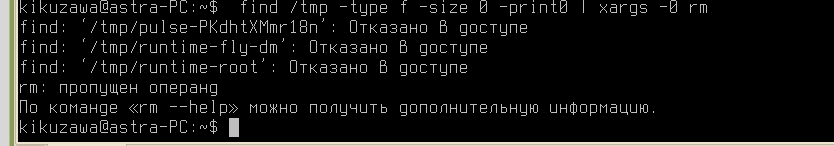 kikuzawa@astra-PC:~$  find /tmp -type f -size 0 -print0 | xargs -0 rm
find: ‘/tmp/pulse-PKdhtXMmr18n’: Отказано в доступе
find: ‘/tmp/runtime-fly-dm’: Отказано в доступе
find: ‘/tmp/runtime-root’: Отказано в доступе
rm: пропущен операнд
По команде «rm --help» можно получить дополнительную информацию.
kikuzawa@astra-PC:~$